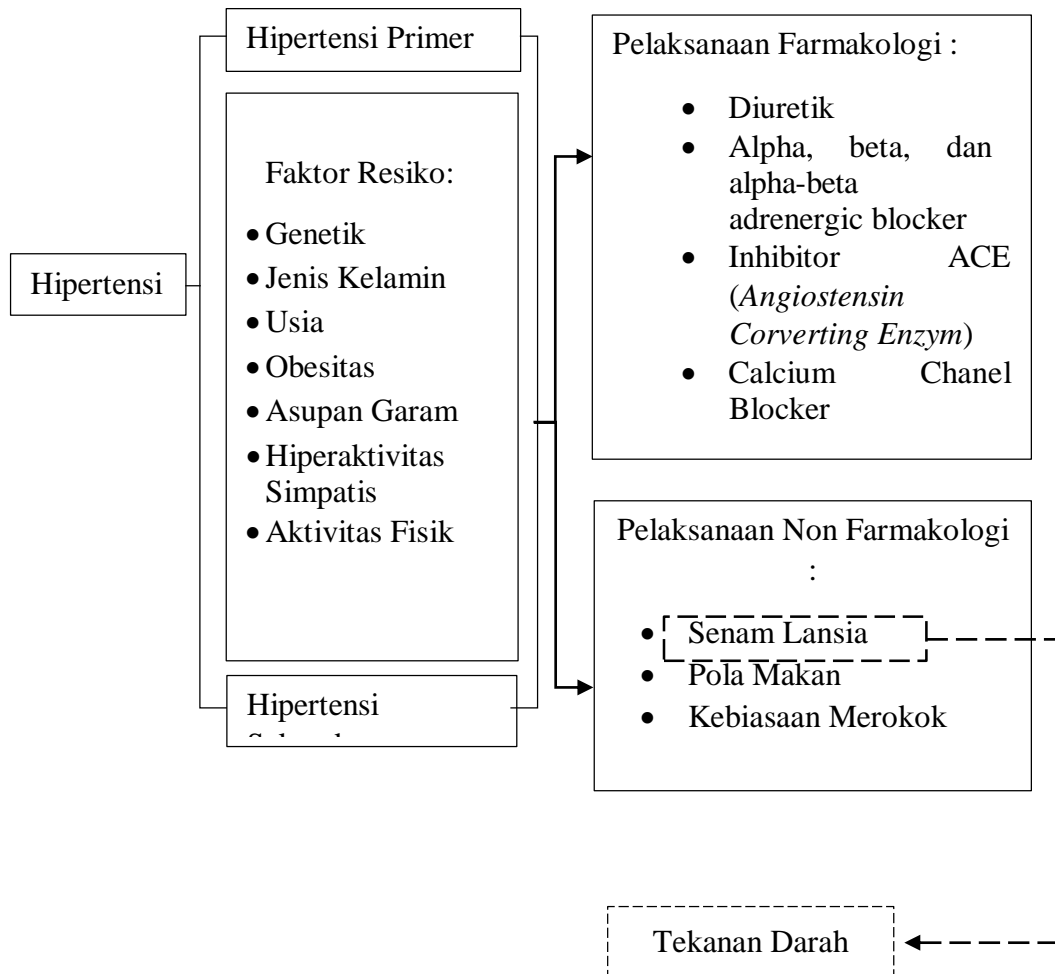 Hipertensi
Hipertensi Primer
Faktor Resiko:
• Genetik
• Jenis Kelamin
• Usia
• Obesitas
• Asupan Garam
• Hiperaktivitas
Simpatis
• Aktivitas Fisik
Hipertensi
Pelaksanaan Farmakologi :
• Diuretik
• Alpha, beta, dan
alpha-beta
adrenergic blocker
• Inhibitor ACE
(Angiostensin
Corverting Enzym)
• Calcium Chanel
Blocker
Pelaksanaan Non Farmakologi
:
• Senam Lansia
• Pola Makan
• Kebiasaan Merokok
Tekanan Darah